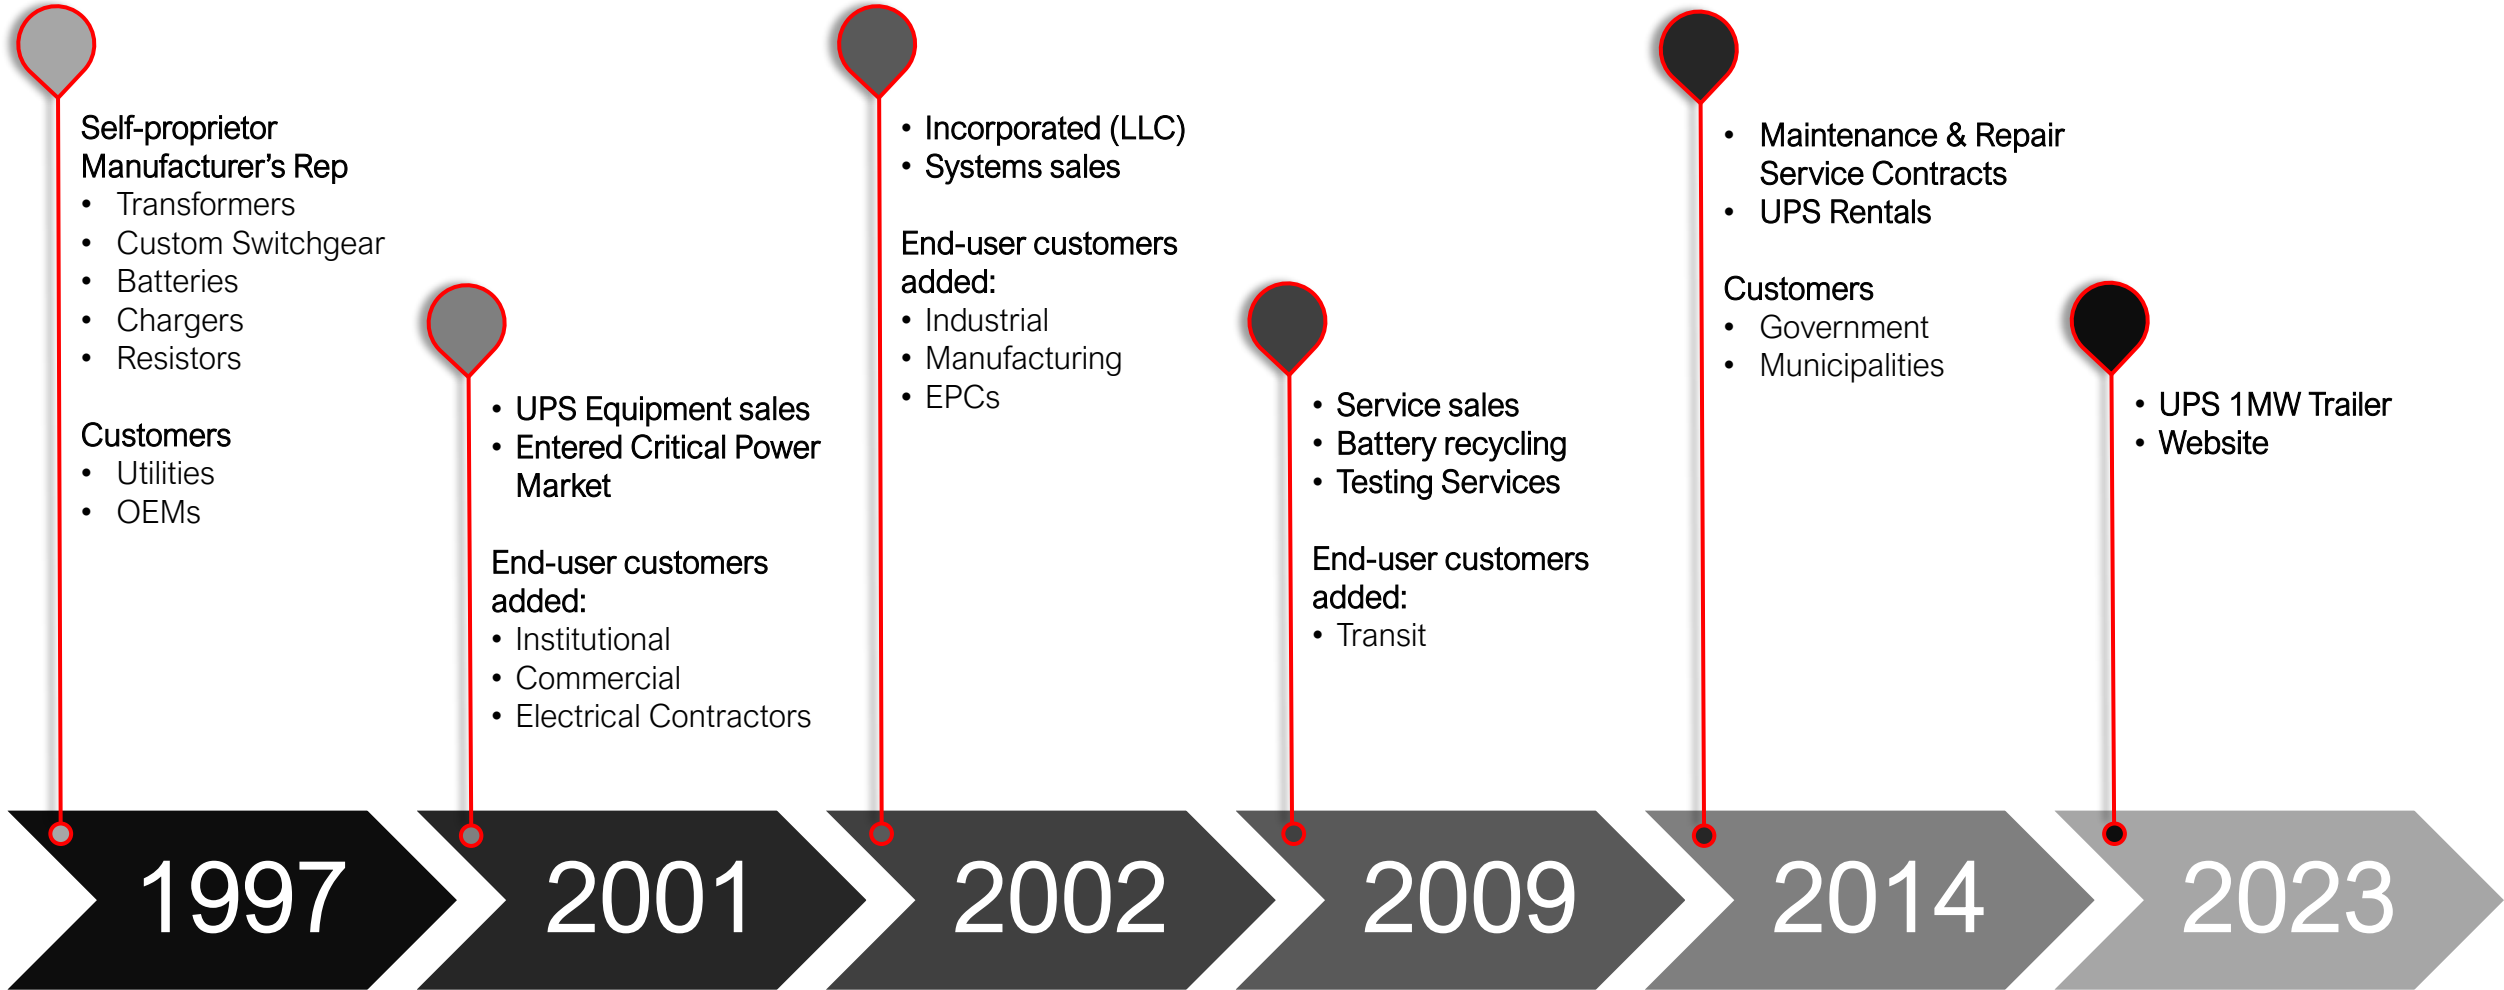 Self-proprietor
Manufacturer’s Rep
• Transformers
• Custom Switchgear
• Batteries
• Chargers
• Resistors
Customers
• Utilities
• OEMs
• UPS Equipment sales
• Entered Critical Power
Market
End-user customers
added:
• Institutional
• Commercial
• Electrical Contractors
• Incorporated (LLC)
• Systems sales
End-user customers
added:
• Industrial
• Manufacturing
• EPCs
• Service sales
• Battery recycling
• Testing Services
End-user customers
added:
• Transit
• Maintenance & Repair
Service Contracts
• UPS Rentals
Customers
• Government
• Municipalities
• UPS 1MW Trailer
• Website
1997
2001
2002
2009
2014
2023